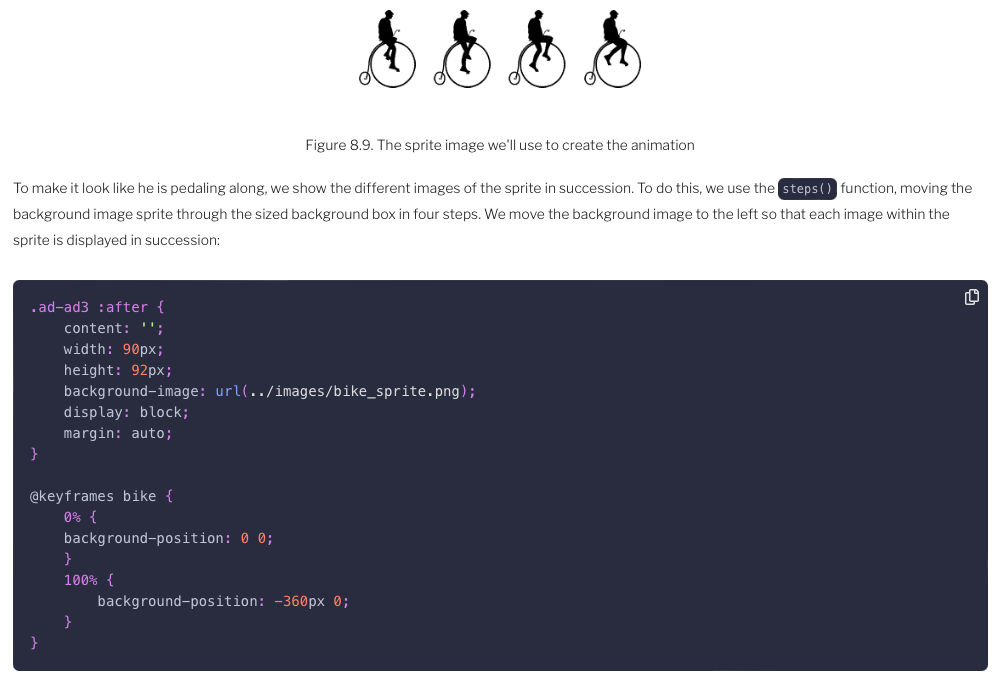 Figure 8.9. The sprite image we'll use to create the animation
To make it look like he is pedaling along, we show the different images of the sprite in succession. To do this, we use the steps() function, moving the
background image sprite through the sized background box in four steps. We move the background image to the left so that each image within the
sprite is displayed in succession:
.ad-ad3 :after {
    content: '';
    width: 90px;
    height: 92px;
    background-image: url(../images/bike_sprite.png);
    display: block;
    margin: auto;
}

@keyframes bike {
    0% {
    background-position: 0 0;
    }
    100% {
        background-position: -360px 0;
    }
}